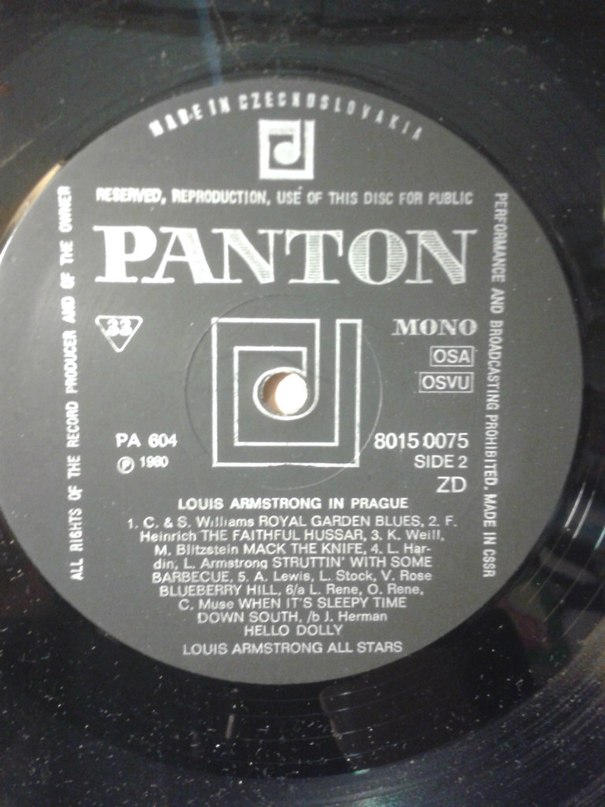 MADE IN CZECHOSLOVAKIA
RESERVED, REPRODUCTION, USE OF THIS DISC FOR PUBLIC
PERFORMANCE AND BROADCASTING PROHIBITED. MADE IN CSSR
ALL RIGHTS OF THE RECORD PRODUCER AND OF THE OWNER
PANTON
33
MONO
OSA
OSVU
PA 604
℗ 1980
8015 0075
SIDE 2
ZD
LOUIS ARMSTRONG IN PRAGUE
1. C. & S. Williams ROYAL GARDEN BLUES, 2. F.
Heinrich THE FAITHFUL HUSSAR, 3. K. Weill,
M. Blitzstein MACK THE KNIFE, 4. L. Har-
din, L. Armstrong STRUTTIN' WITH SOME
BARBECUE, 5. A. Lewis, L. Stock, V. Rose
BLUEBERRY HILL, 6/a L. Rene, O. Rene,
C. Muse WHEN IT'S SLEEPY TIME
DOWN SOUTH, /b J. Herman
HELLO DOLLY
LOUIS ARMSTRONG ALL STARS